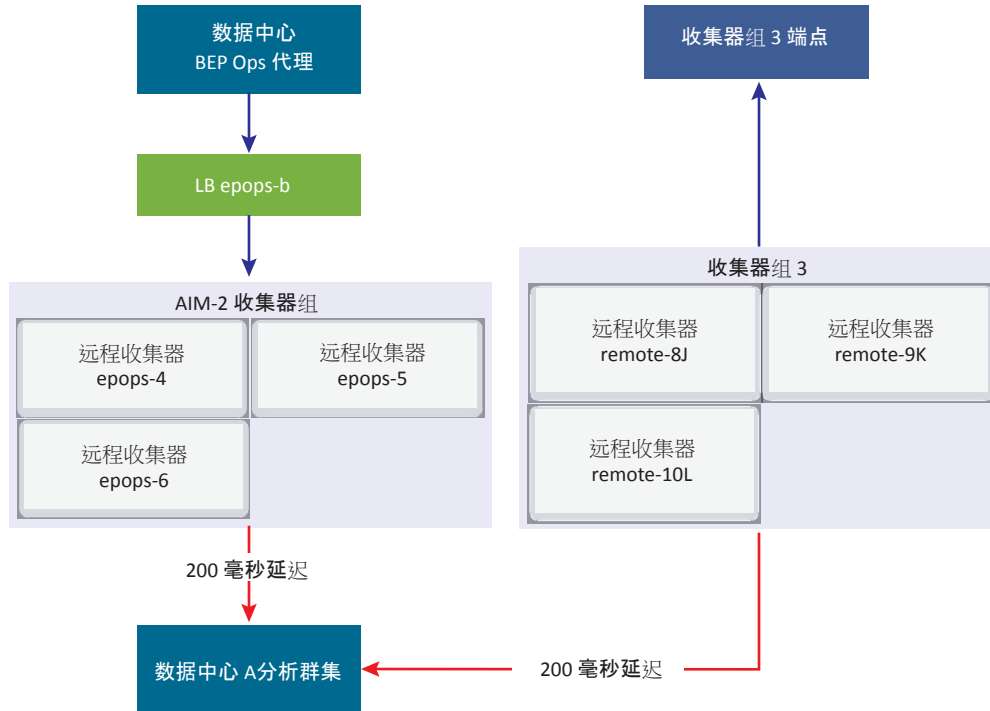 数据中心
BEP Ops 代理
LB epops-b
AIM-2 收集器组
远程收集器
epops-4
远程收集器
epops-5
远程收集器
epops-6
200 毫秒延迟
数据中心 A分析群集
收集器组 3 端点
收集器组 3
远程收集器
remote-8J
远程收集器
remote-9K
远程收集器
remote-10L
200 毫秒延迟